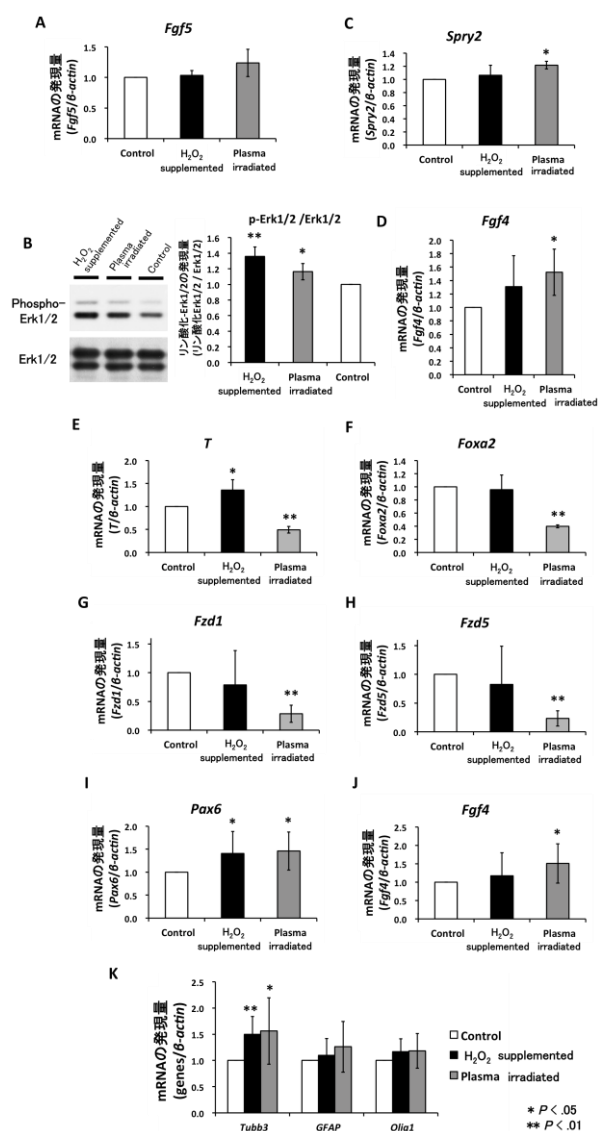 A
Fgf5
mRNAの発現量
(Fgf5/β-actin)
1.5
1.0
0.5
0.0
Control
H2O2
supplemented
Plasma
irradiated
C
Spry2
mRNAの発現量
(Spry2/β-actin)
1.4
1.2
1.0
0.8
0.6
0.4
0.2
0.0
*
Control
H2O2
supplemented
Plasma
irradiated
B
H2O2
supplemented
Plasma
irradiated
Control
Phospho-
Erk1/2
Erk1/2
p-Erk1/2 /Erk1/2
リン酸化-Erk1/2の発現量
(リン酸化Erk1/2 / Erk1/2)
1.6
1.4
1.2
1.0
0.8
0.6
0.4
0.2
0.0
**
*
H2O2
supplemented
Plasma
irradiated
Control
D
Fgf4
mRNAの発現量
(Fgf4/β-actin)
2.0
1.8
1.6
1.4
1.2
1.0
0.8
0.6
0.4
0.2
0.0
*
Control
H2O2
supplemented
Plasma
irradiated
E
T
mRNAの発現量
(T/β-actin)
2.0
1.5
1.0
0.5
0.0
*
**
Control
H2O2
supplemented
Plasma
irradiated
F
Foxa2
mRNAの発現量
(Foxa2/β-actin)
1.4
1.2
1.0
0.8
0.6
0.4
0.2
0.0
**
Control
H2O2
supplemented
Plasma
irradiated
G
Fzd1
mRNAの発現量
(Fzd1/β-actin)
1.5
1.0
0.5
0.0
**
Control
H2O2
supplemented
Plasma
irradiated
H
Fzd5
mRNAの発現量
(Fzd5/β-actin)
1.5
1.0
0.5
0.0
**
Control
H2O2
supplemented
Plasma
irradiated
I
Pax6
mRNAの発現量
(Pax6/β-actin)
2.0
1.5
1.0
0.5
0.0
*
*
Control
H2O2
supplemented
Plasma
irradiated
J
Fgf4
mRNAの発現量
(Fgf4/β-actin)
2.5
2.0
1.5
1.0
0.5
0.0
*
Control
H2O2
supplemented
Plasma
irradiated
K
mRNAの発現量
(genes/β-actin)
2.5
2.0
1.5
1.0
0.5
0.0
**
*
Tubb3
GFAP
Olig1
Control
H2O2 supplemented
Plasma irradiated
* P < .05
** P < .01